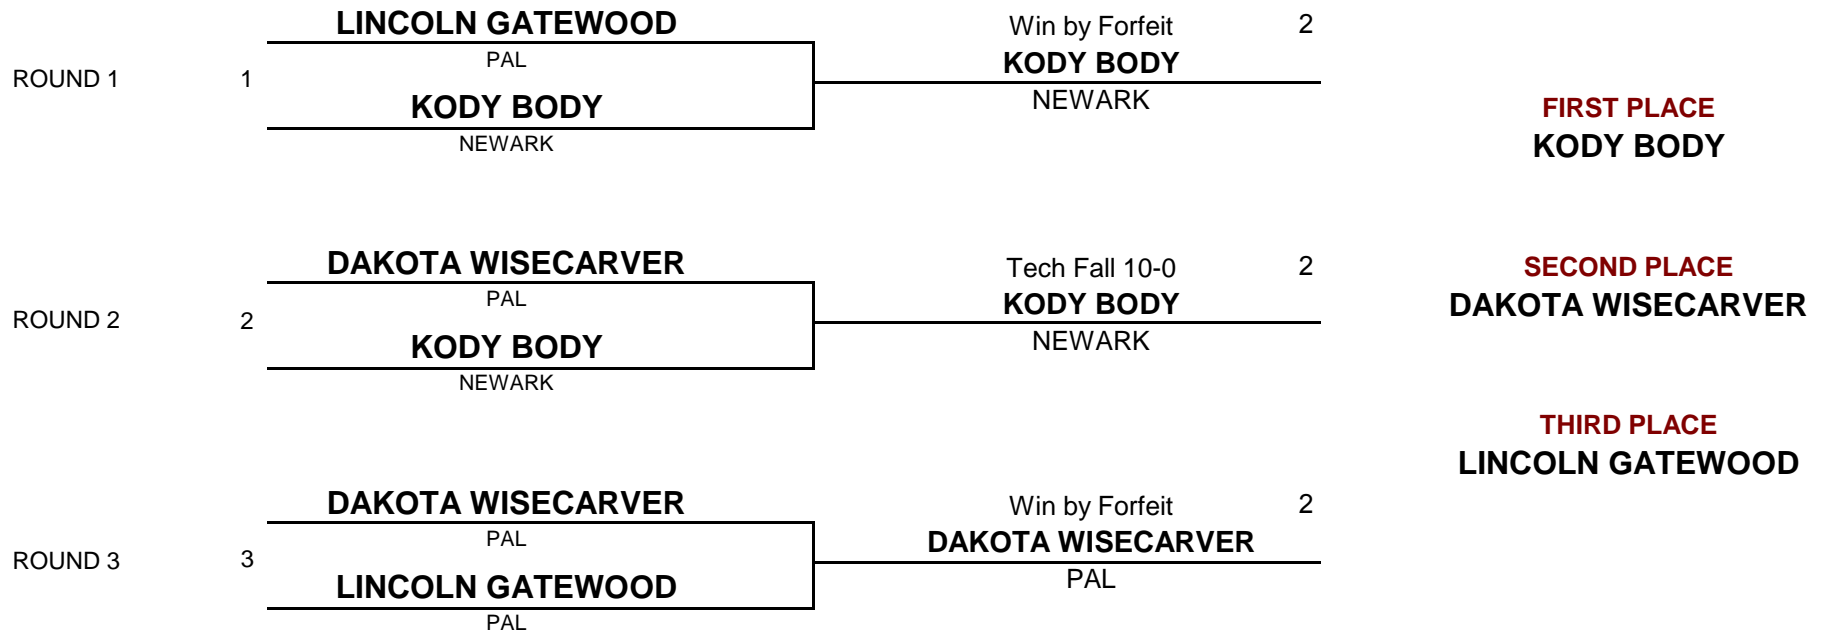 LINCOLN GATEWOOD
PAL
ROUND 1
1
KODY BODY
NEWARK
Win by Forfeit
2
KODY BODY
NEWARK
FIRST PLACE
KODY BODY
DAKOTA WISECARVER
PAL
ROUND 2
2
KODY BODY
NEWARK
Tech Fall 10-0
2
KODY BODY
NEWARK
SECOND PLACE
DAKOTA WISECARVER
THIRD PLACE
LINCOLN GATEWOOD
DAKOTA WISECARVER
PAL
ROUND 3
3
LINCOLN GATEWOOD
PAL
Win by Forfeit
2
DAKOTA WISECARVER
PAL